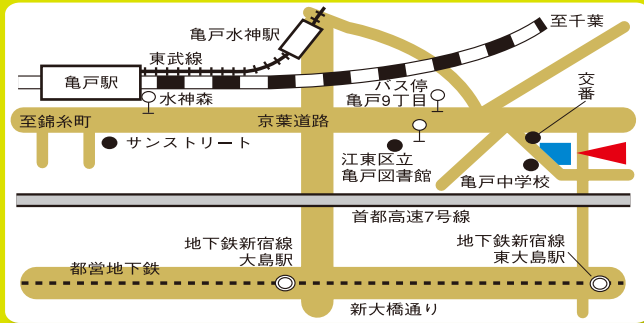 至千葉
亀戸水神駅
東武線
亀戸駅
交番
バス停
亀戸9丁目
水神森
至錦糸町
京葉道路
サンストリート
江東区立
亀戸図書館
亀戸中学校
首都高速7号線
地下鉄新宿線
大島駅
地下鉄新宿線
東大島駅
都営地下鉄
新大橋通り